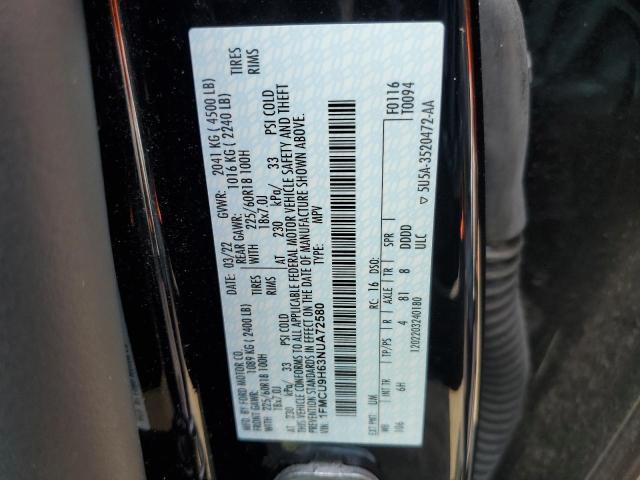 MFD. BY FORD MOTOR CO.
DATE: 03/22 GVWR: 2041 KG ( 4500 LB)
FRONT GAWR: 1089 KG ( 2400 LB) REAR GAWR: 1016 KG ( 2240 LB)
WITH 225/60R18 100H TIRES WITH 225/60R18 100H TIRES
18x7.0J RIMS 18x7.0J RIMS
AT 230 kPa/ 33 PSI COLD AT 230 kPa/ 33 PSI COLD
THIS VEHICLE CONFORMS TO ALL APPLICABLE FEDERAL MOTOR VEHICLE SAFETY AND THEFT
PREVENTION STANDARDS IN EFFECT ON THE DATE OF MANUFACTURE SHOWN ABOVE.
VIN: 1FMCU9H63NUA72580 MPV
F0116
T0094
EXT PNT: UM RC: 16 DSO:
WB INT TR TP/PS R AXLE TR SPR
106 6H 4 81 8 DDDD
ULC
1202203240180
▽ 5U5A-3520472-AA